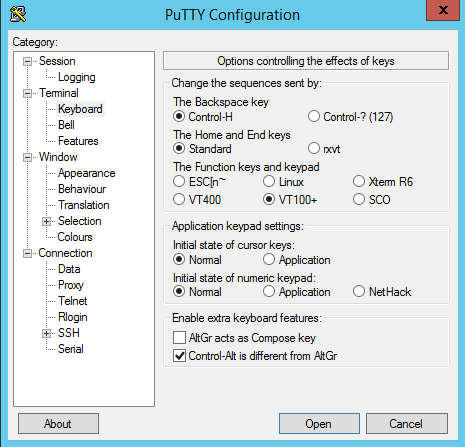 PuTTY Configuration
Category:
Session
Logging
Terminal
Keyboard
Bell
Features
Window
Appearance
Behaviour
Translation
Selection
Colours
Connection
Data
Proxy
Telnet
Rlogin
SSH
Serial
Options controlling the effects of keys
Change the sequences sent by:
The Backspace key
Control-H Control-? (127)
The Home and End keys
Standard rxvt
The Function keys and keypad
ESC[n~ Linux Xterm R6
VT400 VT100+ SCO
Application keypad settings:
Initial state of cursor keys:
Normal Application
Initial state of numeric keypad:
Normal Application NetHack
Enable extra keyboard features:
AltGr acts as Compose key
Control-Alt is different from AltGr
About Open Cancel